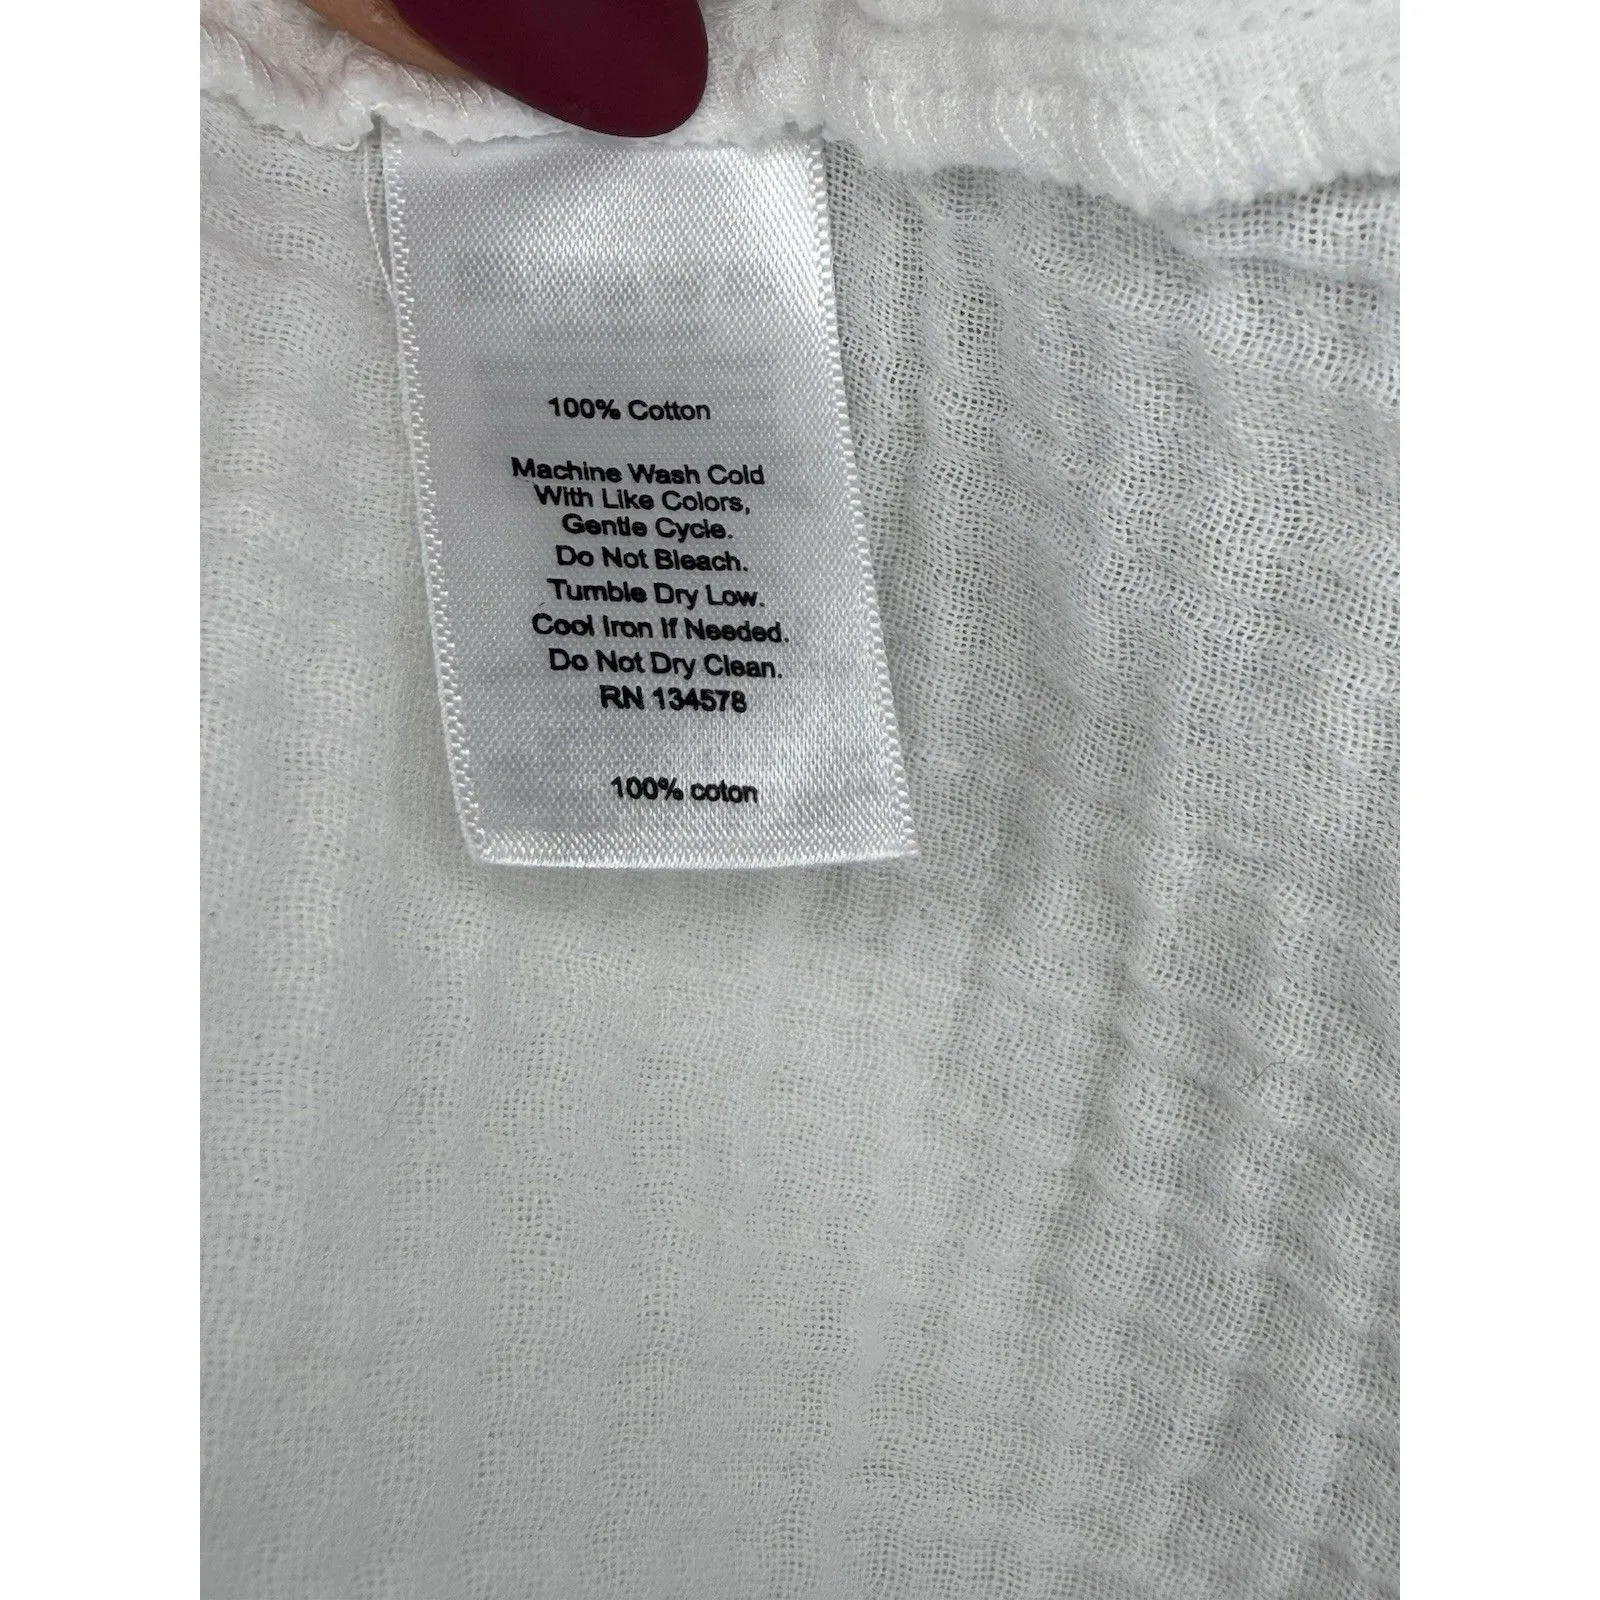 100% Cotton
Machine Wash Cold
With Like Colors,
Gentle Cycle.
Do Not Bleach.
Tumble Dry Low.
Cool Iron If Needed.
Do Not Dry Clean.
RN 134578
100% coton